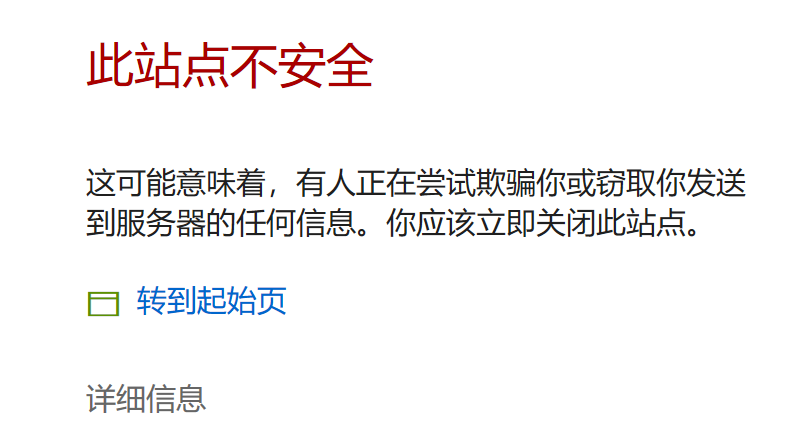 此站点不安全
这可能意味着，有人正在尝试欺骗你或窃取你发送
到服务器的任何信息。你应该立即关闭此站点。
转到起始页
详细信息